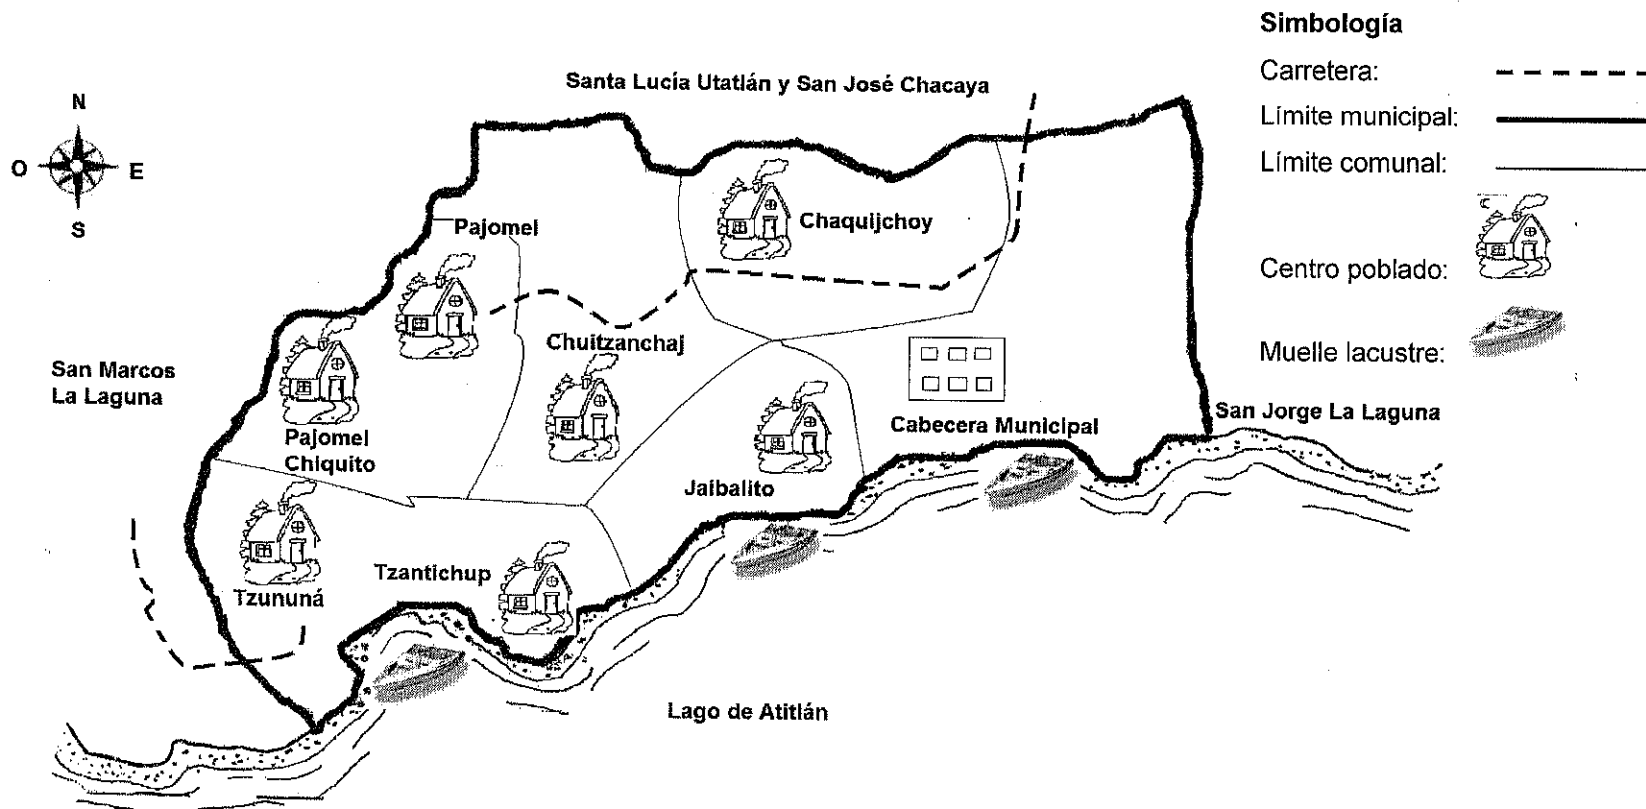 Simbología
Carretera:
Límite municipal:
Límite comunal:
Centro poblado:
Muelle lacustre:
Santa Lucía Utatlán y San José Chacaya
N
O
E
S
Pajomel
Chaquijchoy
Chuitzanchaj
San Marcos
La Laguna
Pajomel
Chiquito
Cabecera Municipal
San Jorge La Laguna
Jaibalito
Tzantichup
Tzununá
Lago de Atitlán